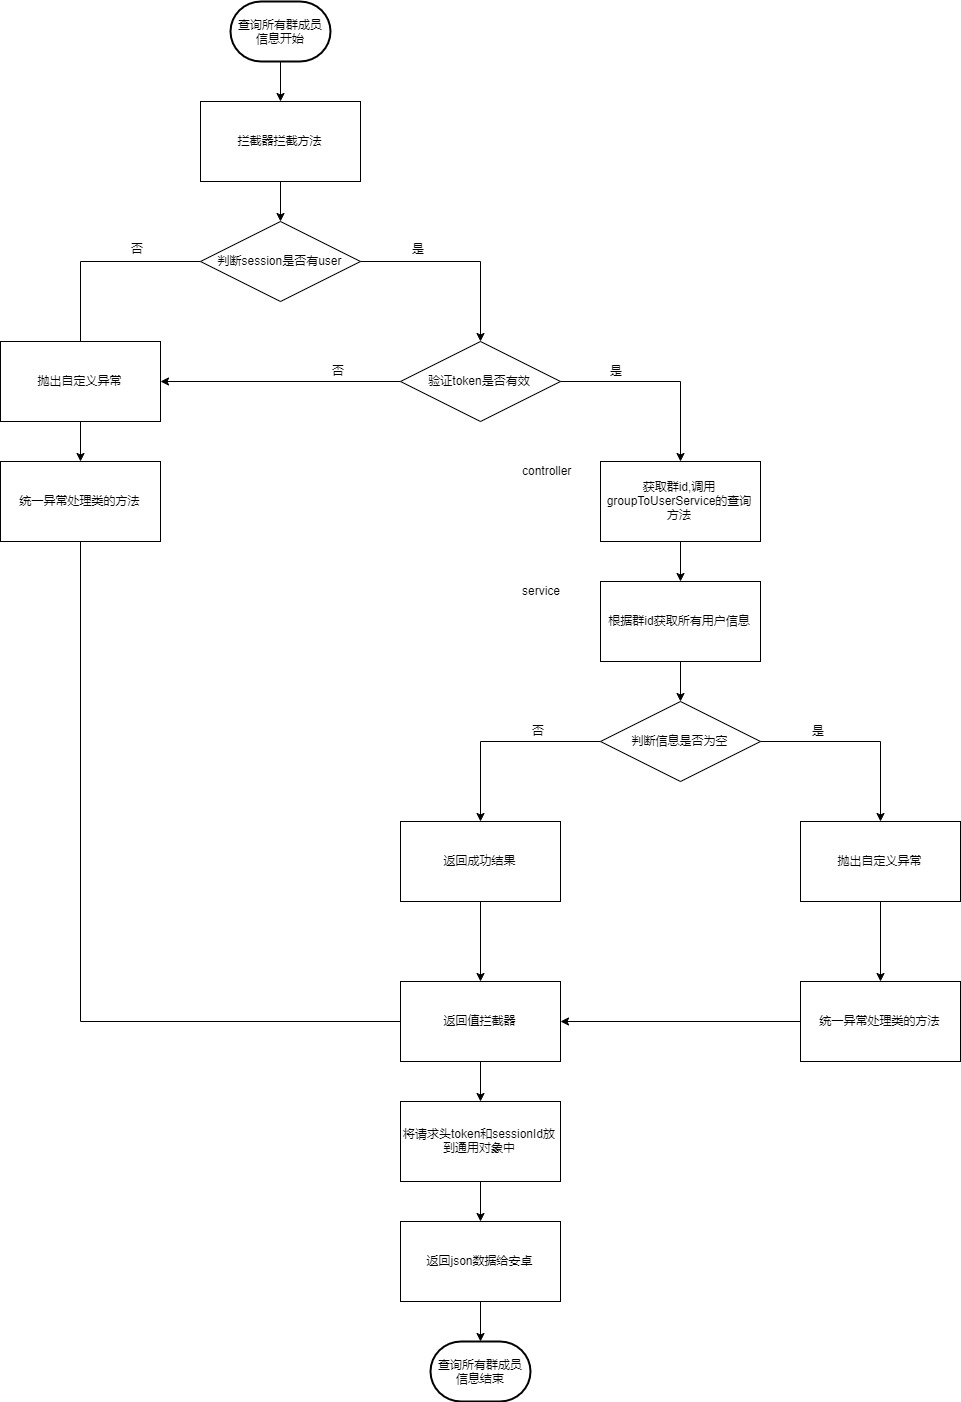 查询所有群成员
信息开始
拦截器拦截方法
否
是
判断session是否有user
抛出自定义异常
否
验证token是否有效
是
统一异常处理类的方法
controller
获取群id,调用
groupToUserService的查询
方法
service
根据群id获取所有用户信息
否
判断信息是否为空
是
返回成功结果
抛出自定义异常
返回值拦截器
统一异常处理类的方法
将请求头token和sessionId放
到通用对象中
返回json数据给安卓
查询所有群成员
信息结束